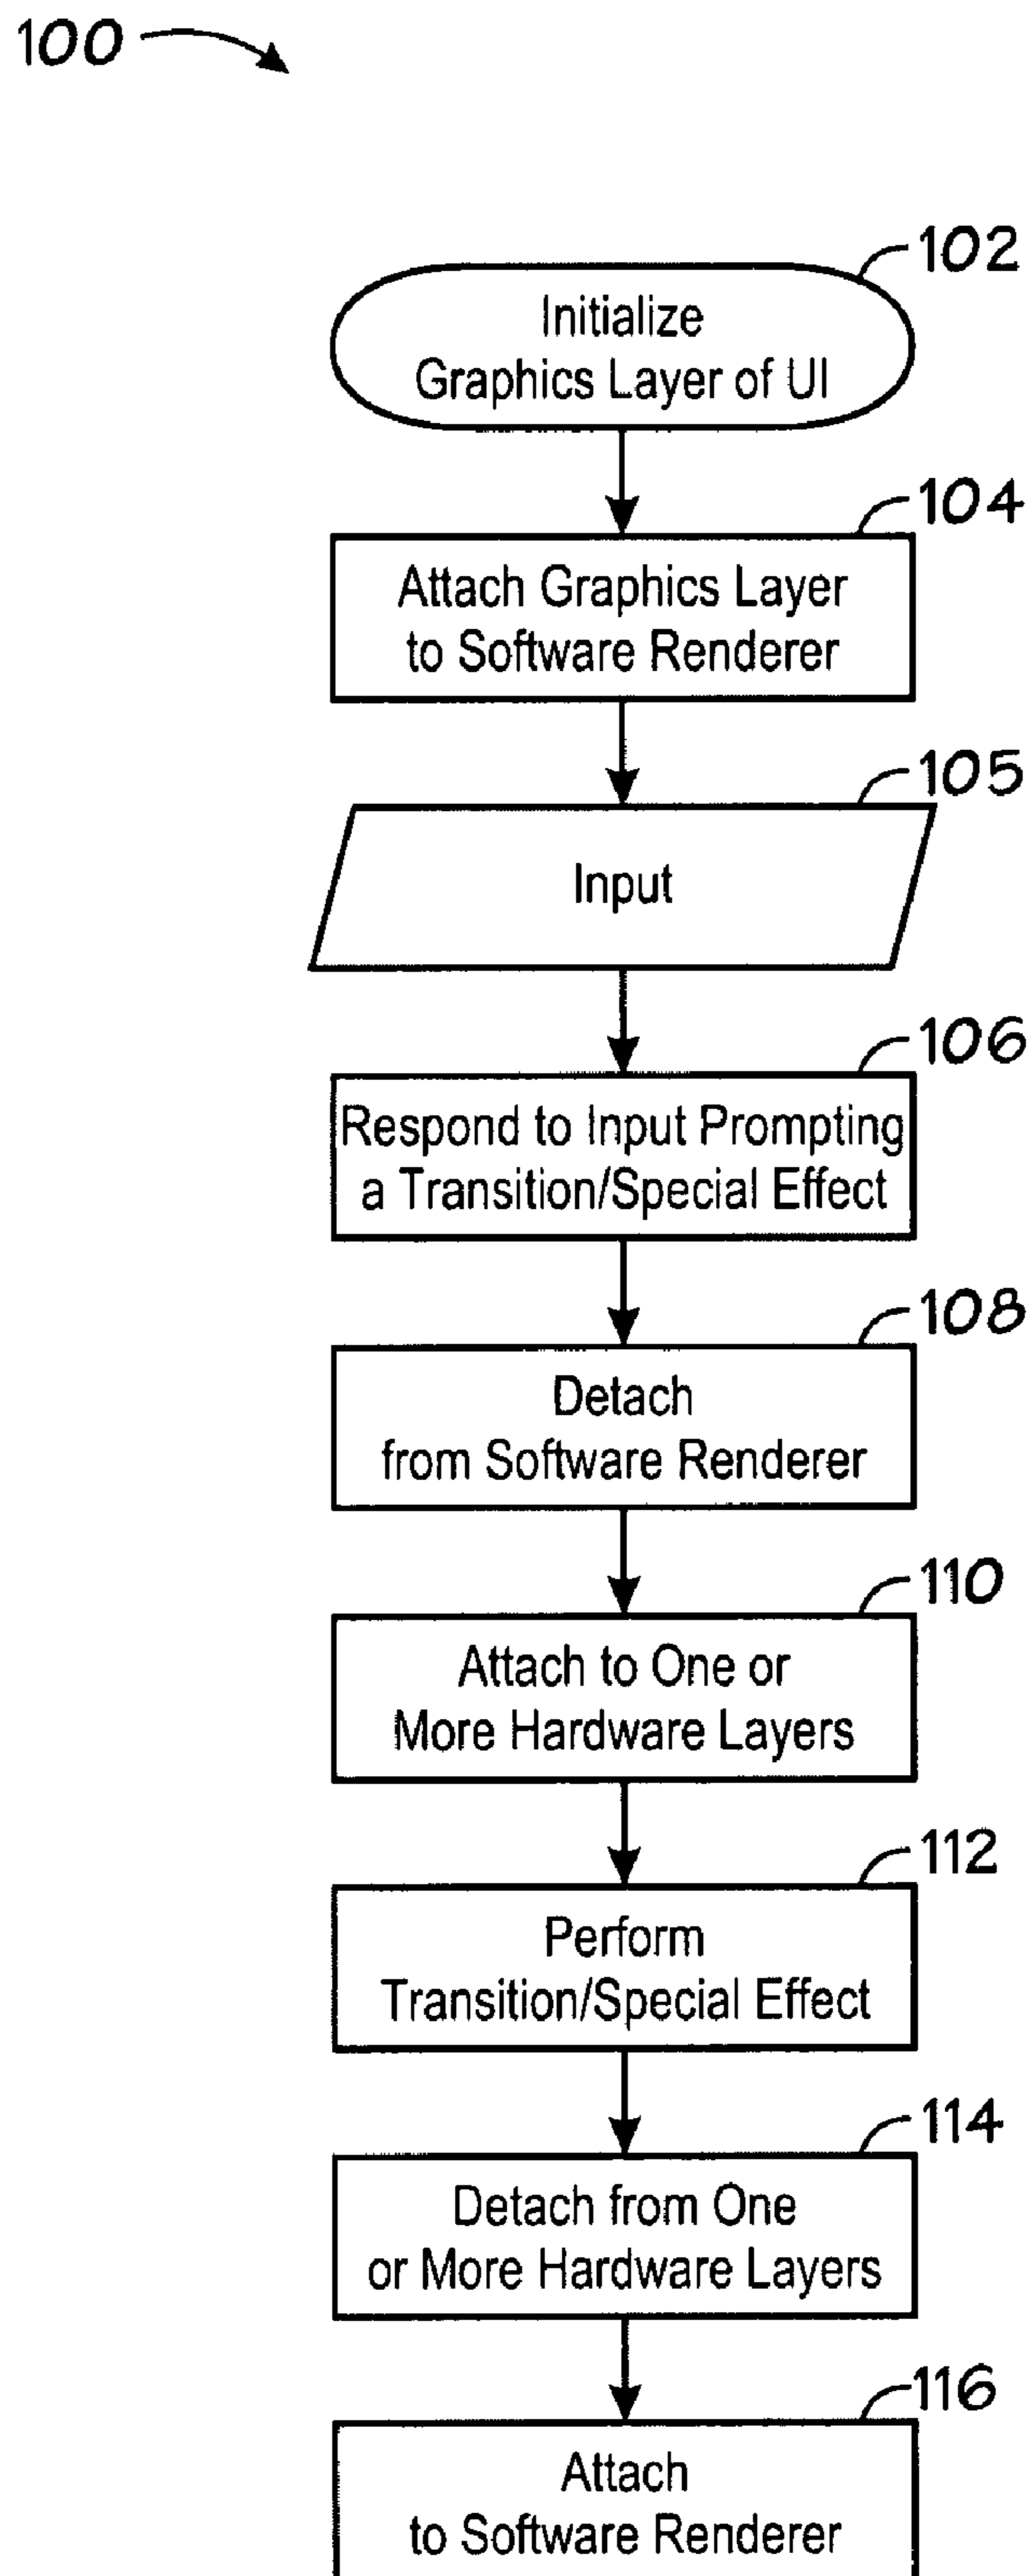 100
102
Initialize
Graphics Layer of UI
104
Attach Graphics Layer
to Software Renderer
105
Input
106
Respond to Input Prompting
a Transition/Special Effect
108
Detach
from Software Renderer
110
Attach to One or
More Hardware Layers
112
Perform
Transition/Special Effect
114
Detach from One
or More Hardware Layers
116
Attach
to Software Renderer